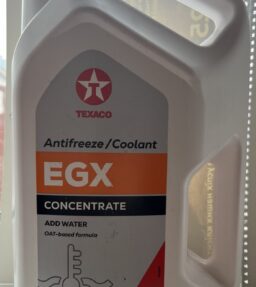 TEXACO
Antifreeze/Coolant
EGX
CONCENTRATE
ADD WATER
OAT-based formula